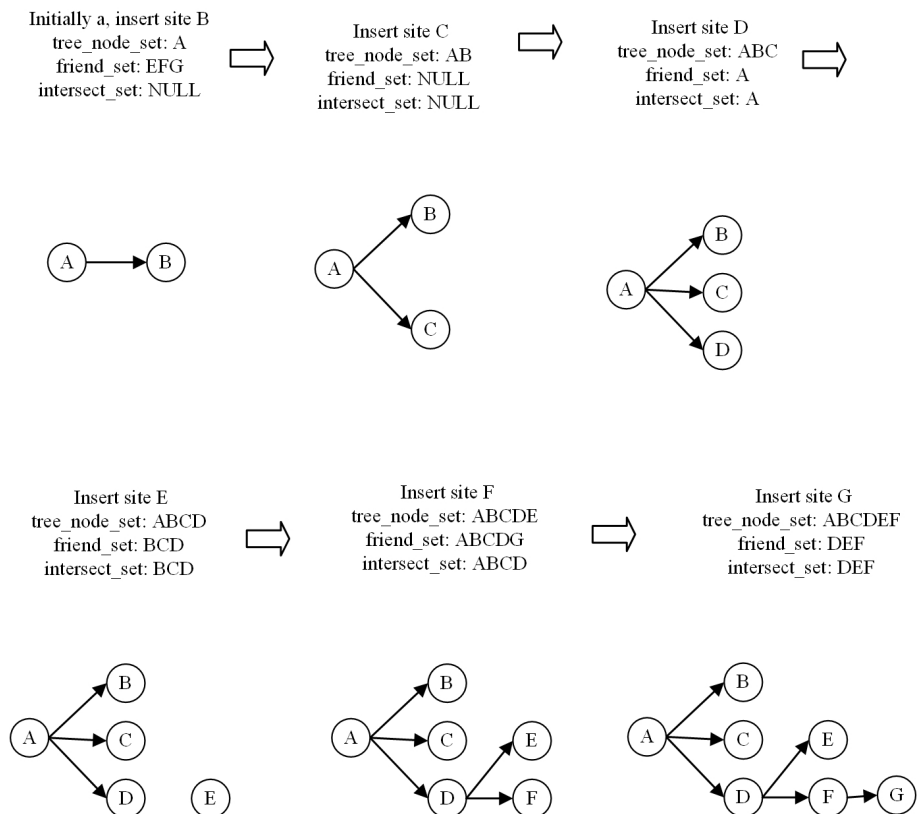 Initially a, insert site B
tree_node_set: A
friend_set: EFG
intersect_set: NULL
Insert site C
tree_node_set: AB
friend_set: NULL
intersect_set: NULL
Insert site D
tree_node_set: ABC
friend_set: A
intersect_set: A
A
B
A
B
C
A
B
C
D
Insert site E
tree_node_set: ABCD
friend_set: BCD
intersect_set: BCD
Insert site F
tree_node_set: ABCDE
friend_set: ABCDG
intersect_set: ABCD
Insert site G
tree_node_set: ABCDEF
friend_set: DEF
intersect_set: DEF
A
B
C
D
E
A
B
C
D
E
F
A
B
C
D
E
F
G